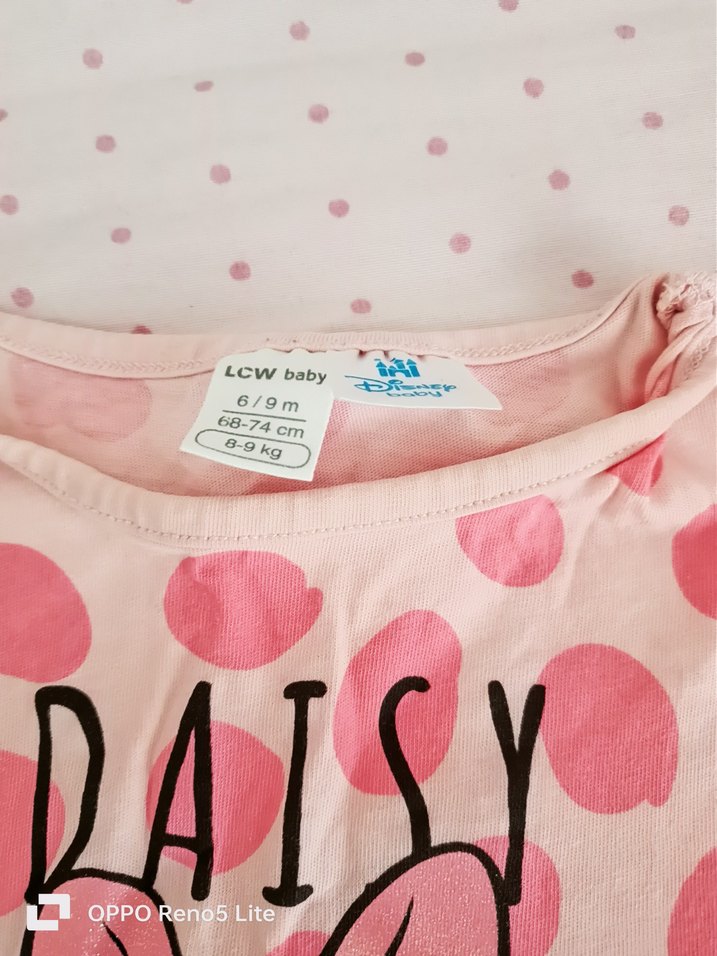 LCW baby
6 / 9 m
68-74 cm
8-9 kg
Disney
baby
DAISY
OPPO Reno5 Lite